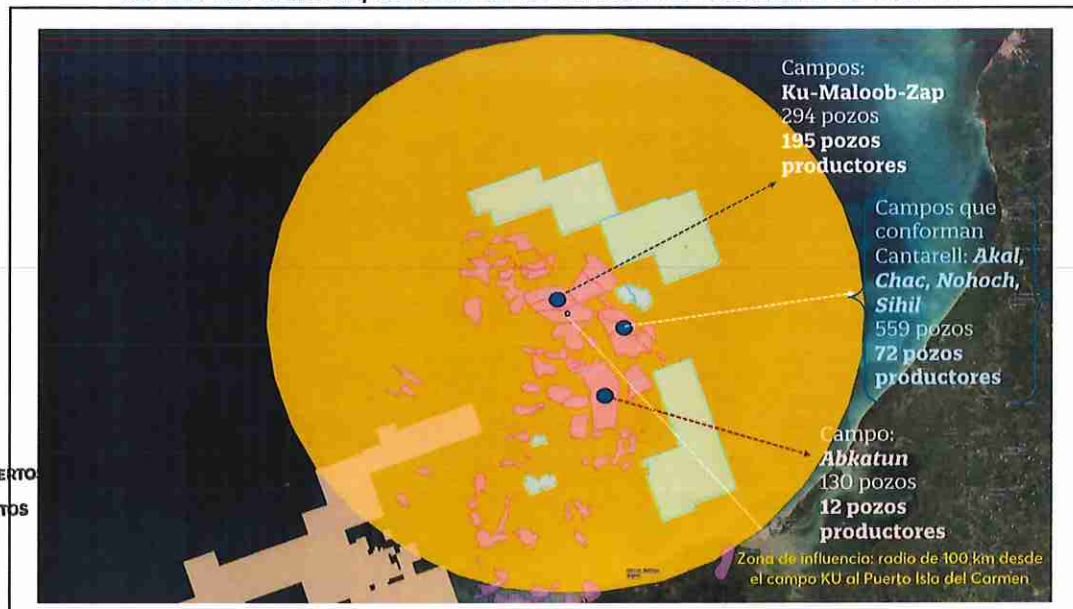 Campos:
Ku-Maloob-Zap
294 pozos
195 pozos
productores
Campos que
conforman
Cantarell: Akal,
Chac, Nohoch,
Sihil
559 pozos
72 pozos
productores
Campo:
Abkatun
130 pozos
12 pozos
productores
Zona de influencia: radio de 100 km desde
el campo KU al Puerto Isla del Carmen
ERTOS
TOS